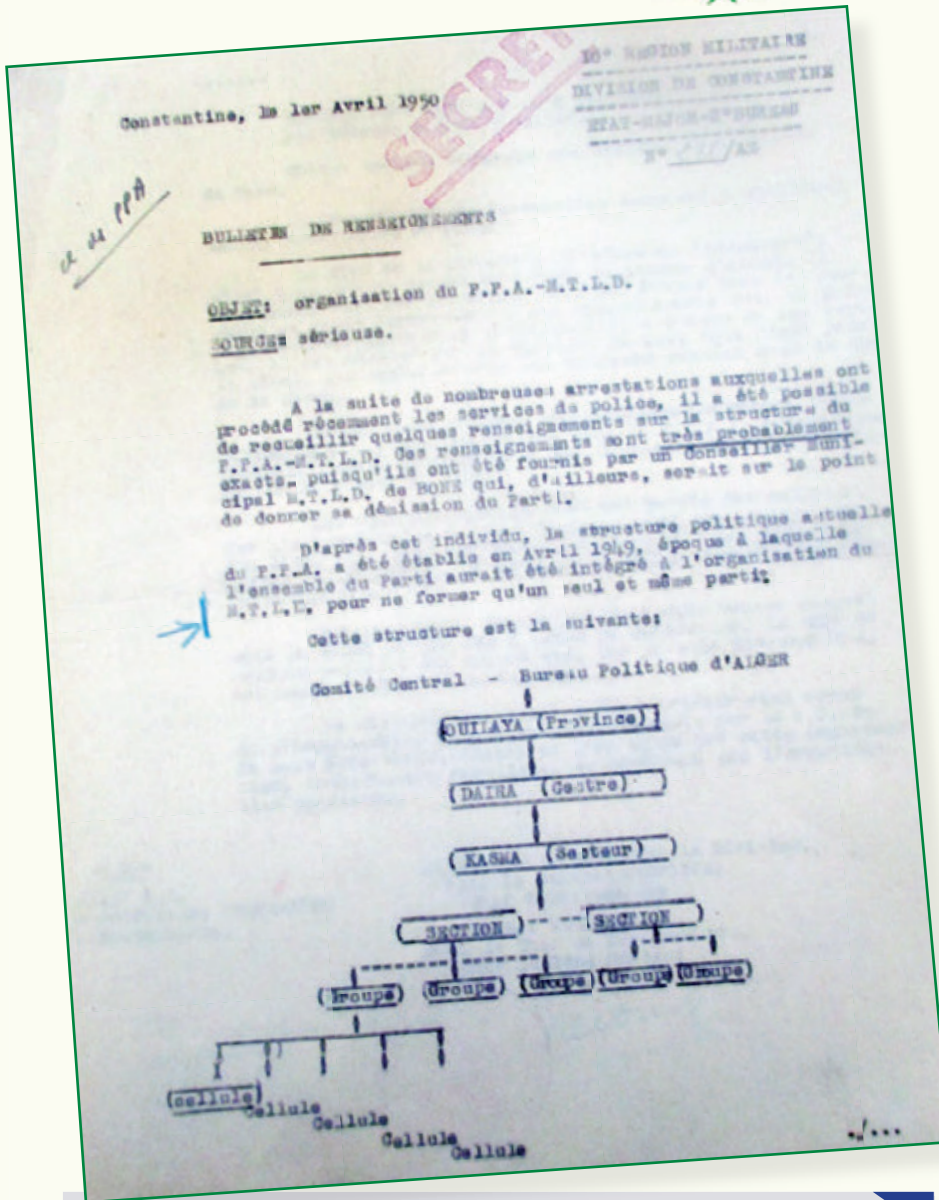 SECRET
10° REGION MILITAIRE
DIVISION DE CONSTANTINE
ETAT-MAJOR-2°BUREAU
N° /A2
Constantine, le 1er Avril 1950
PPA
BULLETIN DE RENSEIGNEMENTS
OBJET: organisation du P.P.A.-M.T.L.D.
SOURCE: sérieuse.
A la suite de nombreuses arrestations auxquelles ont
procédé récemment les services de police, il a été possible
de recueillir quelques renseignements sur la structure du
P.P.A.-M.T.L.D. Ces renseignements sont très probablement
exacts, puisqu'ils ont été fournis par un Conseiller muni-
cipal M.T.L.D. de BONE qui, d'ailleurs, serait sur le point
de donner sa démission du Parti.
D'après cet individu, la structure politique actuelle
du P.P.A. a été établie en Avril 1949, époque à laquelle
l'ensemble du Parti aurait été intégré à l'organisation du
M.T.L.D. pour ne former qu'un seul et même parti.
Cette structure est la suivante:
Comité Central - Bureau Politique d'ALGER
OUILAYA (Province)
(DAIRA (Centre) )
( KASMA (Secteur) )
( SECTION )---- SECTION )
(Groupe) (Groupe) (Groupe) (Groupe) (Groupe)
(cellule)
Cellule
Cellule
Cellule
Cellule
./...